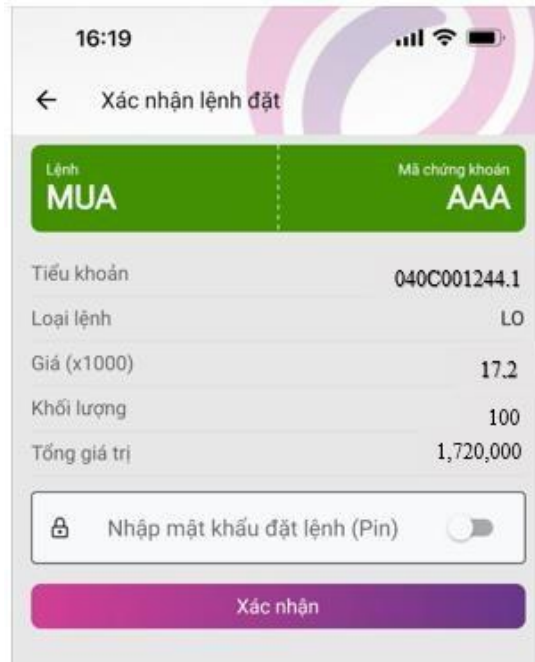 16:19
Xác nhận lệnh đặt
Lệnh Mã chứng khoán
MUA AAA
Tiểu khoản 040C001244.1
Loại lệnh LO
Giá (x1000) 17.2
Khối lượng 100
Tổng giá trị 1,720,000
Nhập mật khẩu đặt lệnh (Pin)
Xác nhận